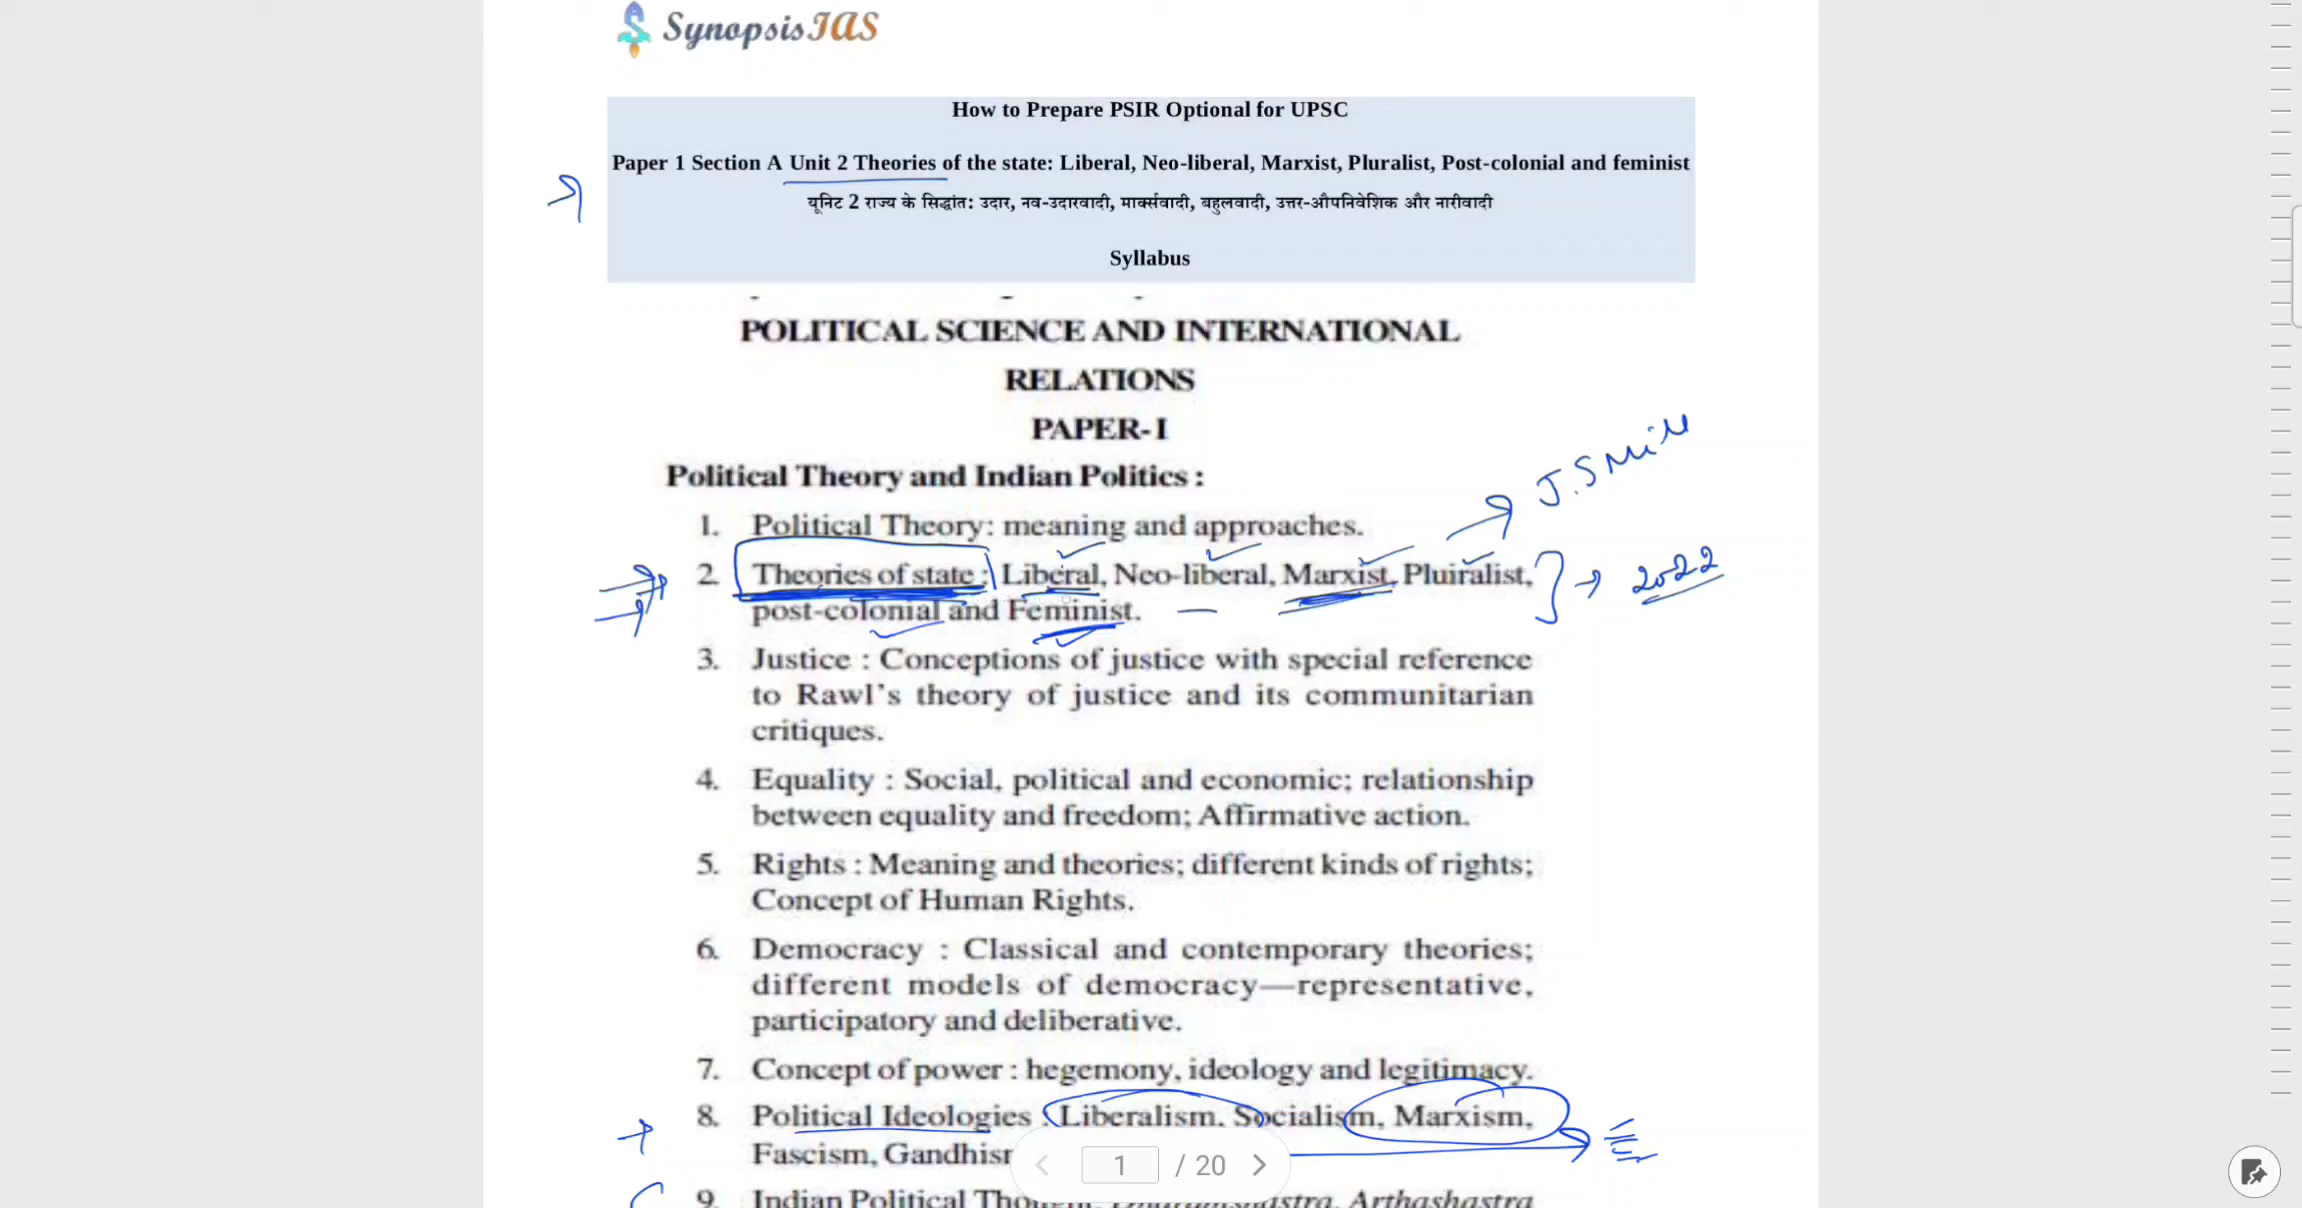 SynopsisIAS
How to Prepare PSIR Optional for UPSC
Paper 1 Section A Unit 2 Theories of the state: Liberal, Neo-liberal, Marxist, Pluralist, Post-colonial and feminist
यूनिट 2 राज्य के सिद्धांत: उदार, नव-उदारवादी, मार्क्सवादी, बहुलवादी, उत्तर-औपनिवेशिक और नारीवादी
Syllabus
POLITICAL SCIENCE AND INTERNATIONAL
RELATIONS
PAPER-I
Political Theory and Indian Politics :
J.S Mill
1. Political Theory: meaning and approaches.
2. Theories of state : Liberal, Neo-liberal, Marxist, Pluiralist,
post-colonial and Feminist.
2022
3. Justice : Conceptions of justice with special reference
to Rawl's theory of justice and its communitarian
critiques.
4. Equality : Social, political and economic; relationship
between equality and freedom; Affirmative action.
5. Rights : Meaning and theories; different kinds of rights;
Concept of Human Rights.
6. Democracy : Classical and contemporary theories;
different models of democracy—representative,
participatory and deliberative.
7. Concept of power : hegemony, ideology and legitimacy.
8. Political Ideologies : Liberalism, Socialism, Marxism,
Fascism, Gandhis
1 / 20
9. Indian Political Arthashastra